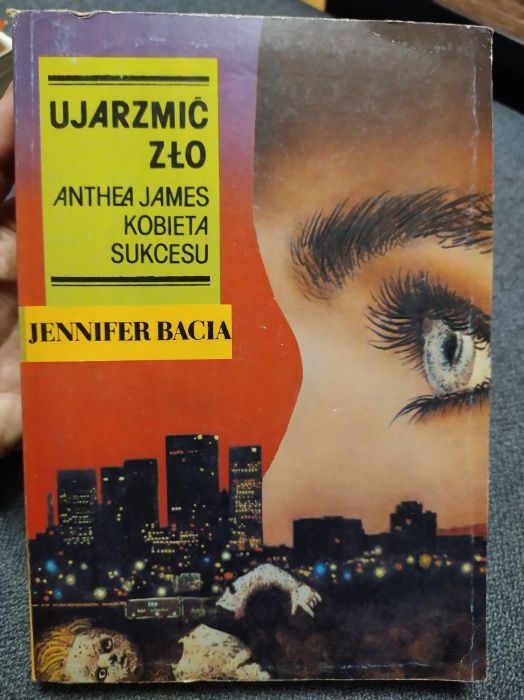 UJARZMIĆ
ZŁO
ANTHEA JAMES
KOBIETA
SUKCESU
JENNIFER BACIA